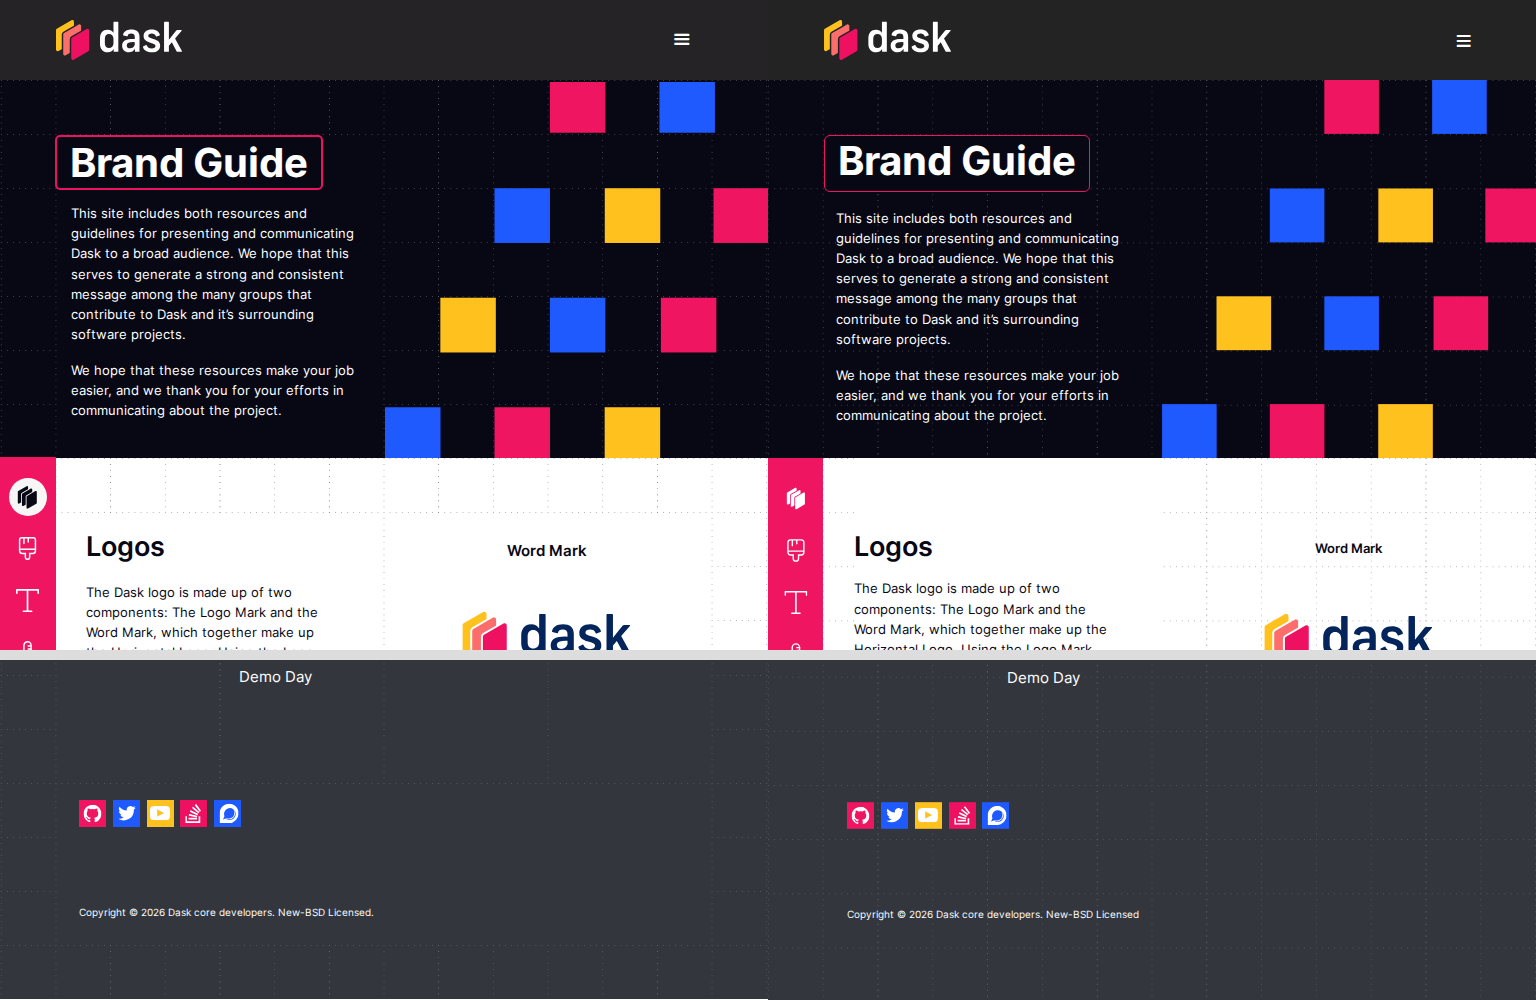 dask
Brand Guide
This site includes both resources and
guidelines for presenting and communicating
Dask to a broad audience. We hope that this
serves to generate a strong and consistent
message among the many groups that
contribute to Dask and it's surrounding
software projects.
We hope that these resources make your job
easier, and we thank you for your efforts in
communicating about the project.
Logos
The Dask logo is made up of two
components: The Logo Mark and the
Word Mark, which together make up
Word Mark
dask
dask
Brand Guide
This site includes both resources and
guidelines for presenting and communicating
Dask to a broad audience. We hope that this
serves to generate a strong and consistent
message among the many groups that
contribute to Dask and it's surrounding
software projects.
We hope that these resources make your job
easier, and we thank you for your efforts in
communicating about the project.
Logos
The Dask logo is made up of two
components: The Logo Mark and the
Word Mark, which together make up the
Horizontal Logo. Using the Logo Mark
Word Mark
dask
Demo Day
Copyright © 2026 Dask core developers. New-BSD Licensed.
Demo Day
Copyright © 2026 Dask core developers. New-BSD Licensed